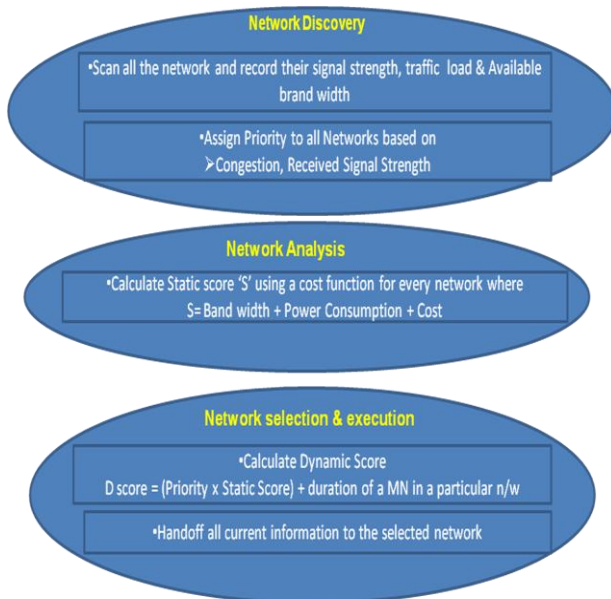 Network Discovery
•Scan all the network and record their signal strength, traffic load & Available
brand width
•Assign Priority to all Networks based on
➢Congestion, Received Signal Strength
Network Analysis
•Calculate Static score ‘S’ using a cost function for every network where
S= Band width + Power Consumption + Cost
Network selection & execution
•Calculate Dynamic Score
D score = (Priority x Static Score) + duration of a MN in a particular n/w
•Handoff all current information to the selected network